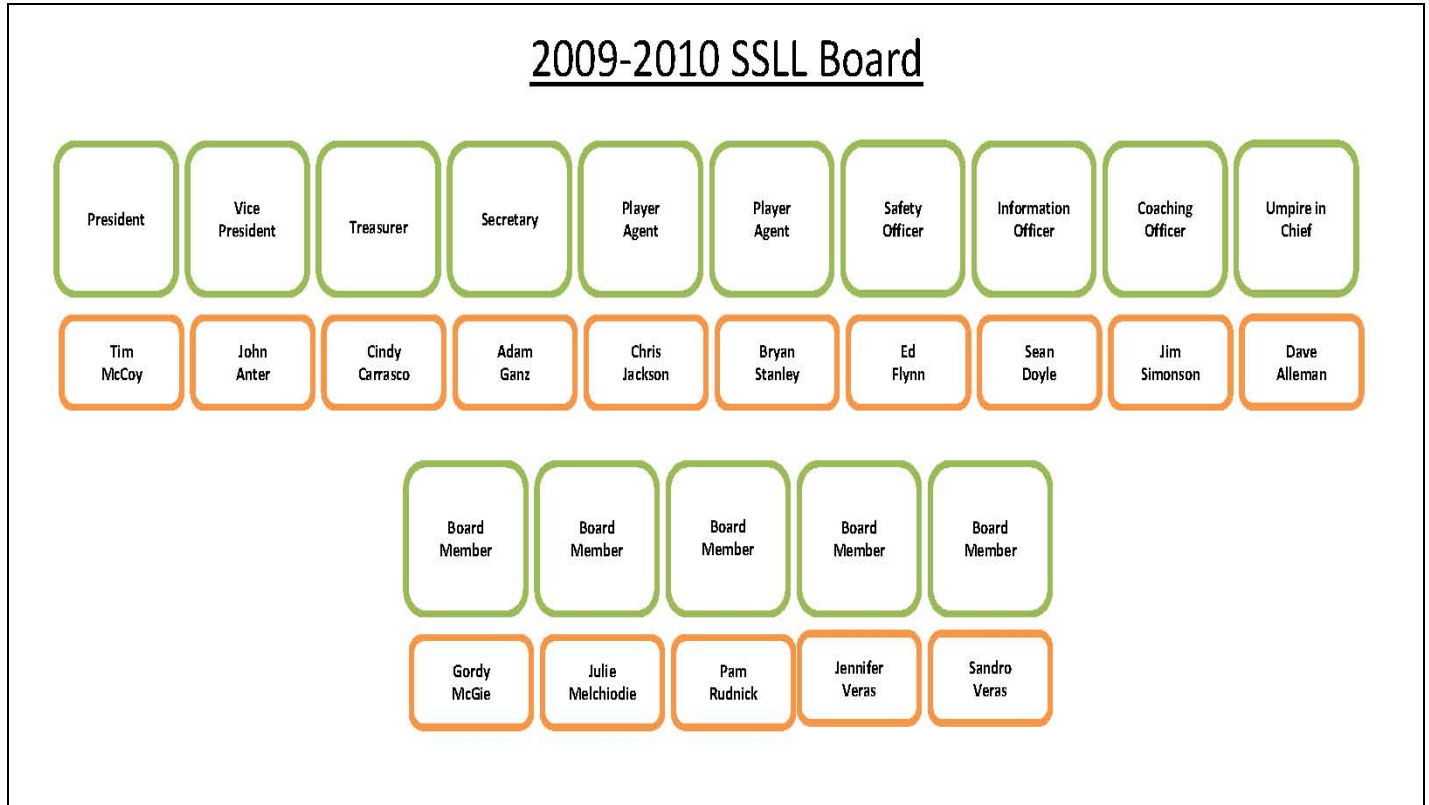 2009-2010 SSLL Board
President
Vice
President
Treasurer
Secretary
Player
Agent
Player
Agent
Safety
Officer
Information
Officer
Coaching
Officer
Umpire in
Chief
Tim
McCoy
John
Anter
Cindy
Carrasco
Adam
Ganz
Chris
Jackson
Bryan
Stanley
Ed
Flynn
Sean
Doyle
Jim
Simonson
Dave
Alleman
Board
Member
Board
Member
Board
Member
Board
Member
Board
Member
Gordy
McGie
Julie
Melchiodie
Pam
Rudnick
Jennifer
Veras
Sandro
Veras